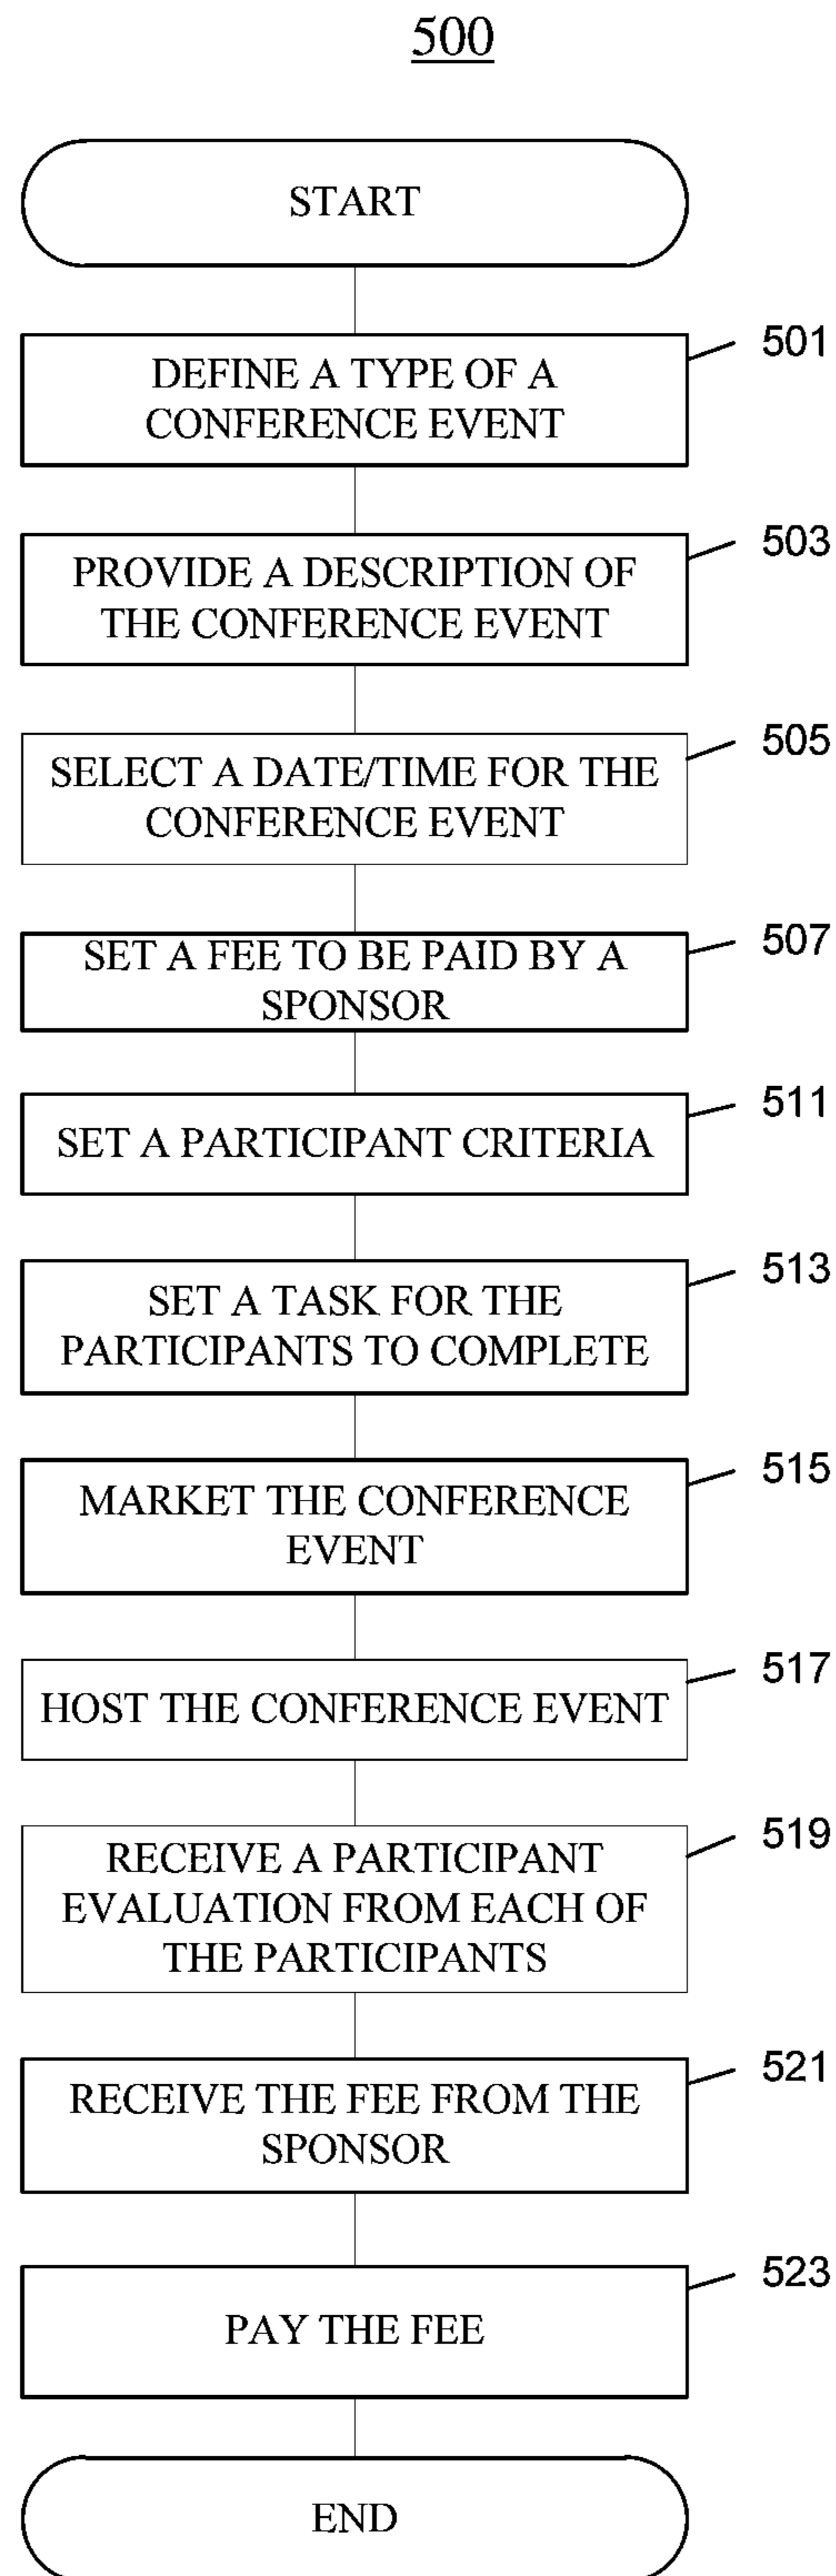 500
START
501
DEFINE A TYPE OF A
CONFERENCE EVENT
503
PROVIDE A DESCRIPTION OF
THE CONFERENCE EVENT
505
SELECT A DATE/TIME FOR THE
CONFERENCE EVENT
507
SET A FEE TO BE PAID BY A
SPONSOR
511
SET A PARTICIPANT CRITERIA
513
SET A TASK FOR THE
PARTICIPANTS TO COMPLETE
515
MARKET THE CONFERENCE
EVENT
517
HOST THE CONFERENCE EVENT
519
RECEIVE A PARTICIPANT
EVALUATION FROM EACH OF
THE PARTICIPANTS
521
RECEIVE THE FEE FROM THE
SPONSOR
523
PAY THE FEE
END